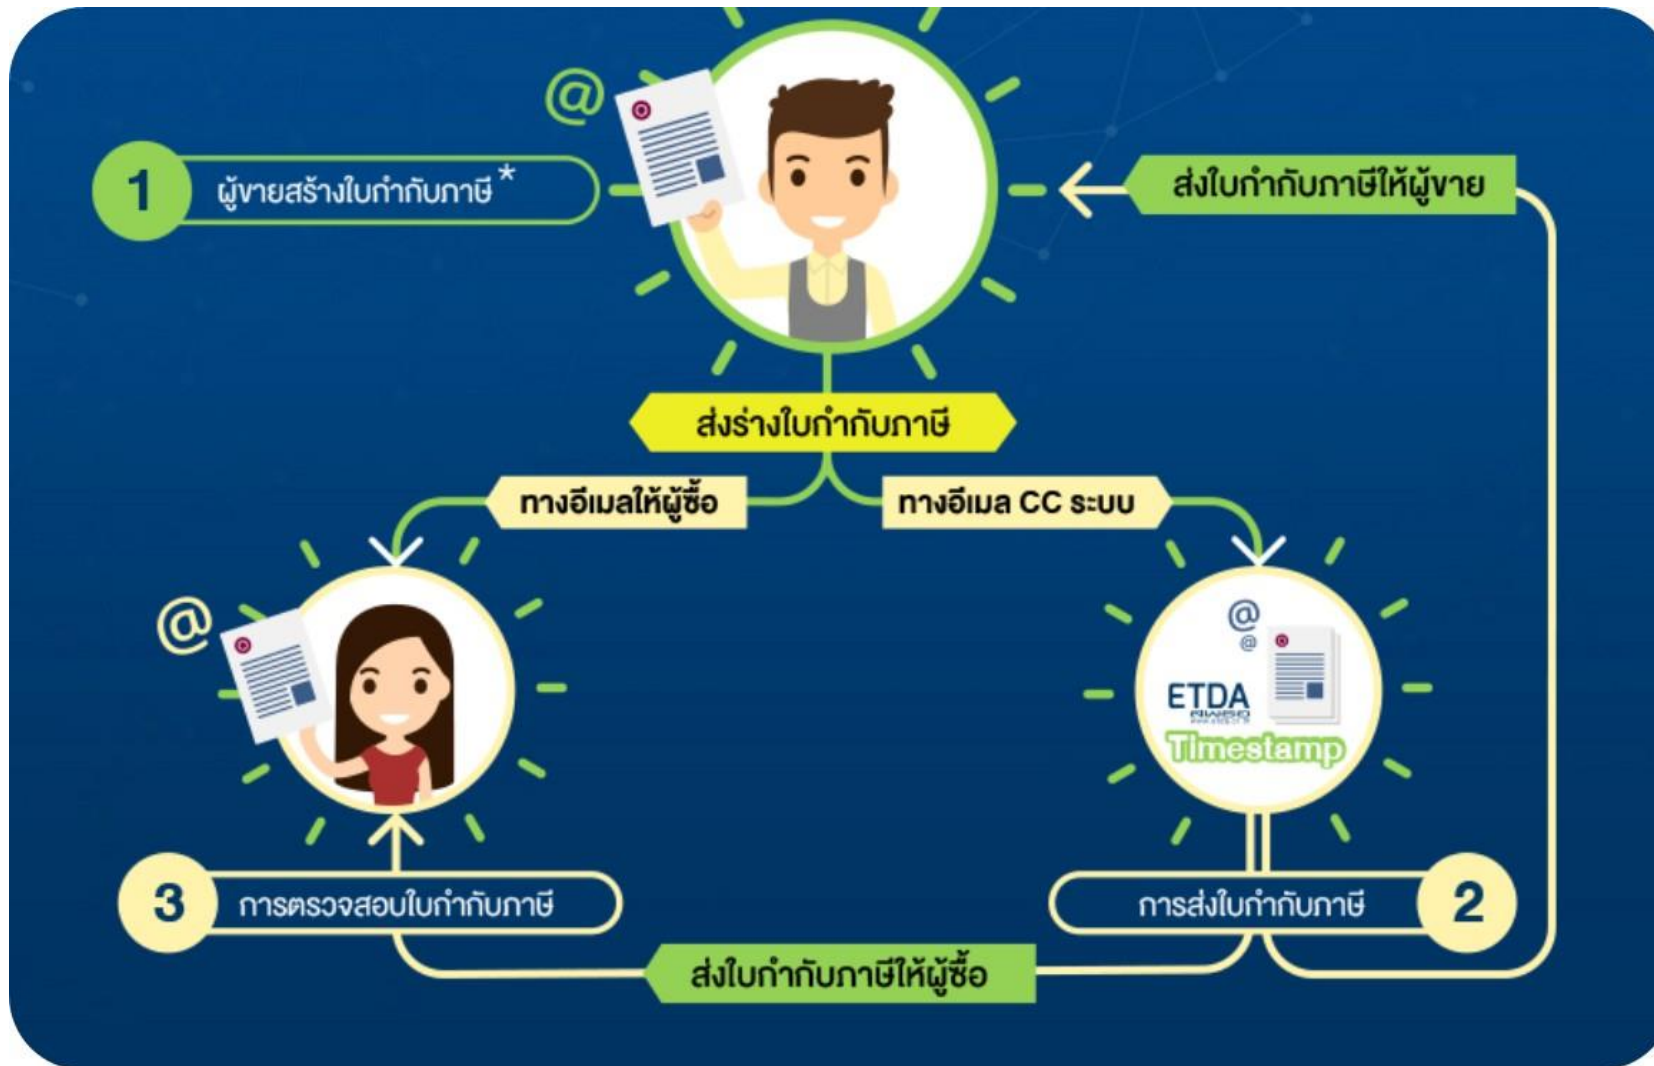 @
1
ผู้ขายสร้างใบกำกับภาษี*
ส่งใบกำกับภาษีให้ผู้ขาย
ส่งร่างใบกำกับภาษี
ทางอีเมลให้ผู้ซื้อ
ทางอีเมล CC ระบบ
@
@
@
ETDA
สพธอ
Timestamp
3
การตรวจสอบใบกำกับภาษี
การส่งใบกำกับภาษี
2
ส่งใบกำกับภาษีให้ผู้ซื้อ